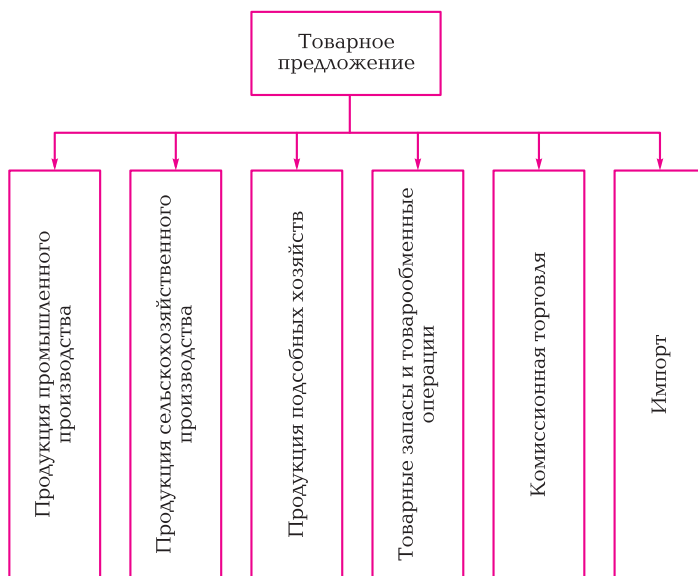 Товарное
предложение
Продукция промышленного
производства
Продукция сельскохозяйственного
производства
Продукция подсобных хозяйств
Товарные запасы и товарообменные
операции
Комиссионная торговля
Импорт